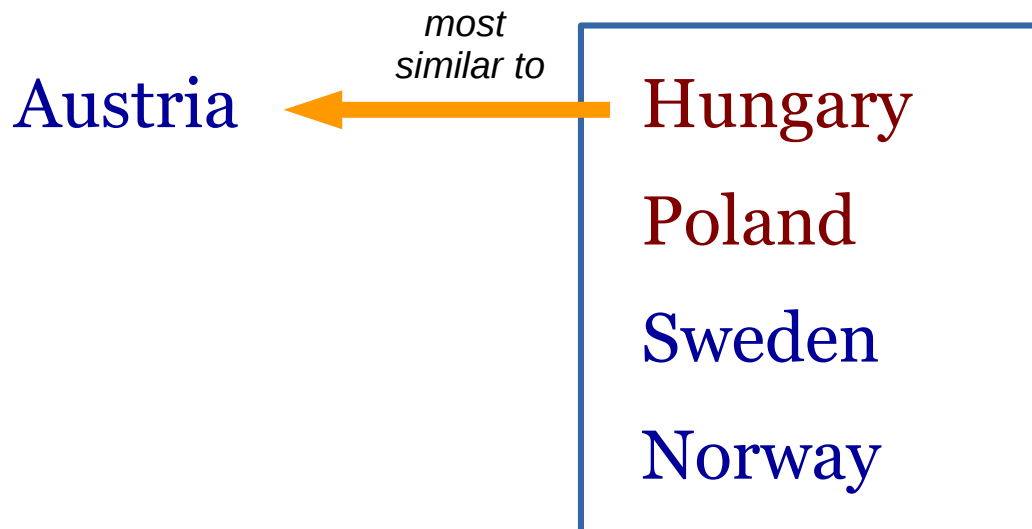 most
similar to
Austria
Hungary
Poland
Sweden
Norway